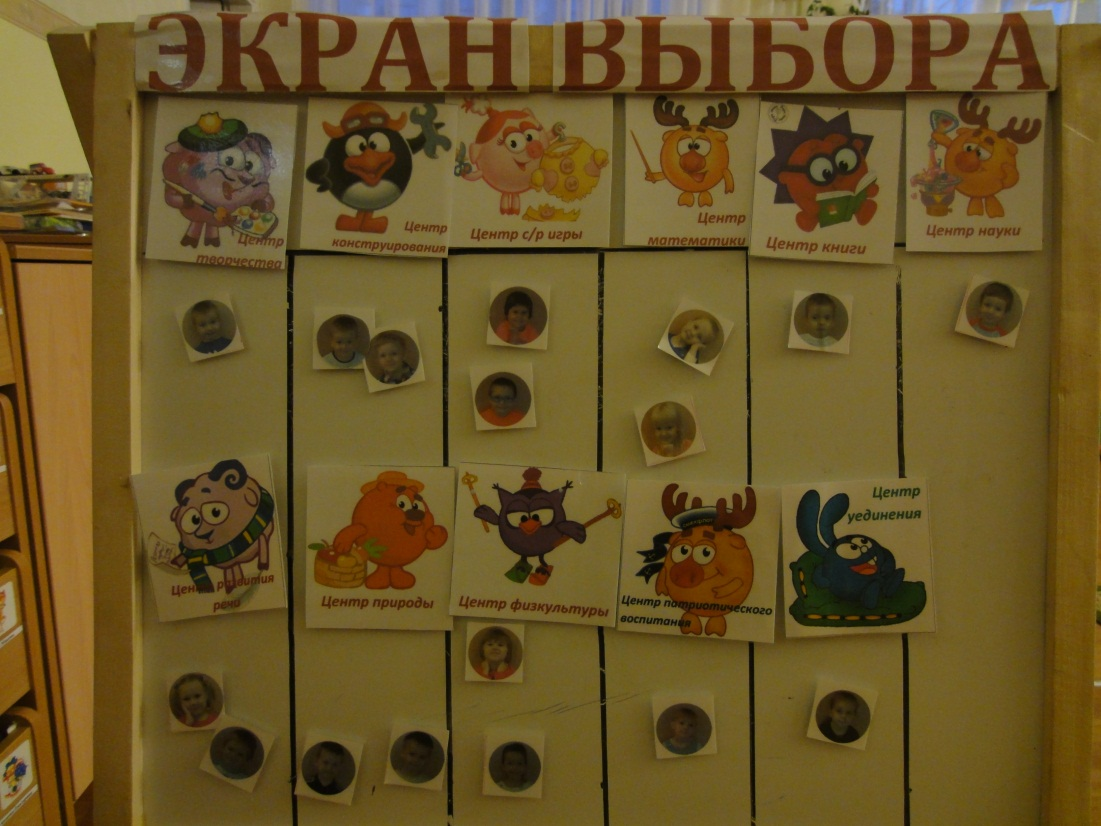 ЭКРАН ВЫБОРА
Центр
творчества
Центр
конструирования
Центр с/р игры
Центр
математики
Центр книги
Центр науки
Центр развития
речи
Центр природы
Центр физкультуры
Центр патриотического
воспитания
Центр
уединения